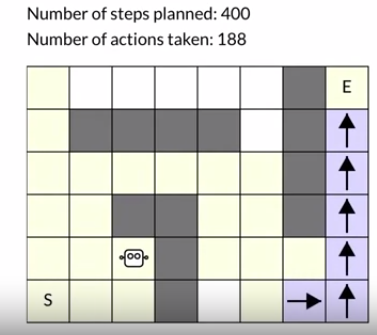 Number of steps planned: 400
Number of actions taken: 188
E
S